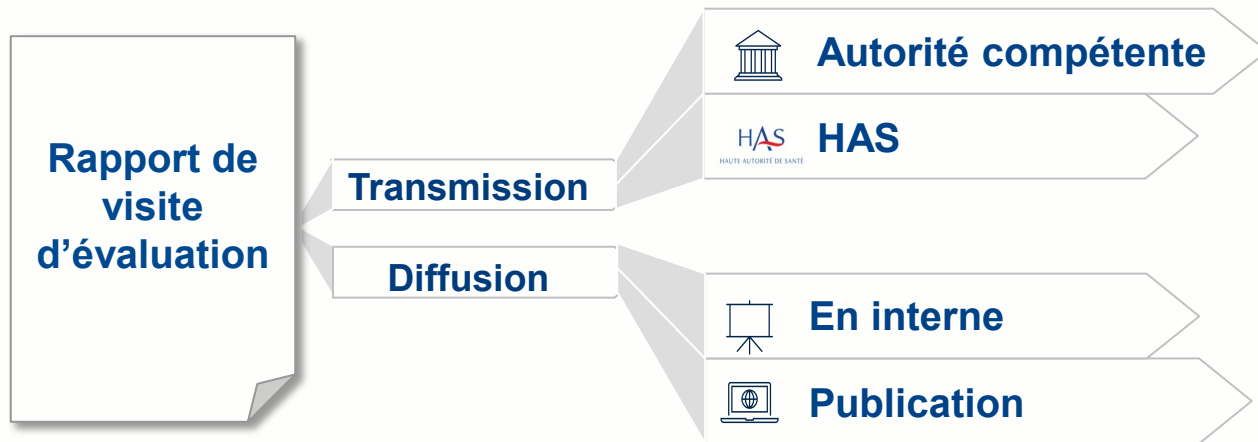 Rapport de
visite
d’évaluation
Transmission
Diffusion
Autorité compétente
HAS
HAUTE AUTORITÉ DE SANTÉ
HAS
En interne
Publication